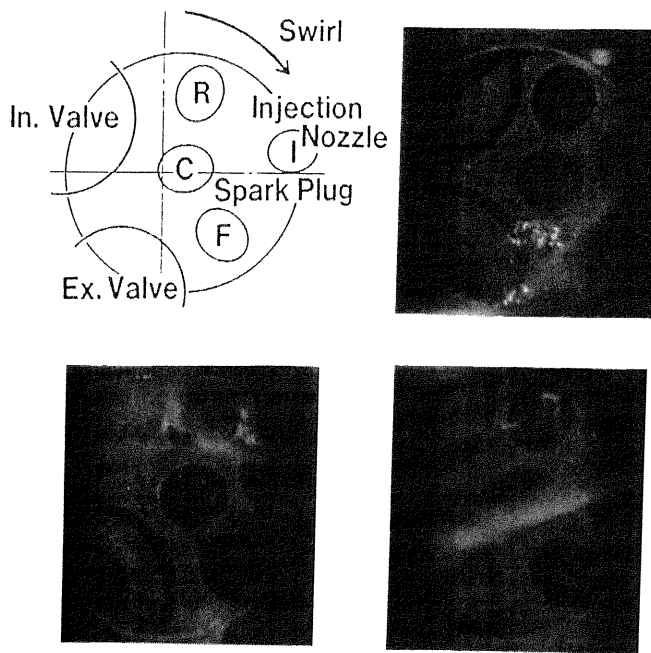 Swirl
R
Injection
Nozzle
In. Valve
I
C
Spark Plug
F
Ex. Valve